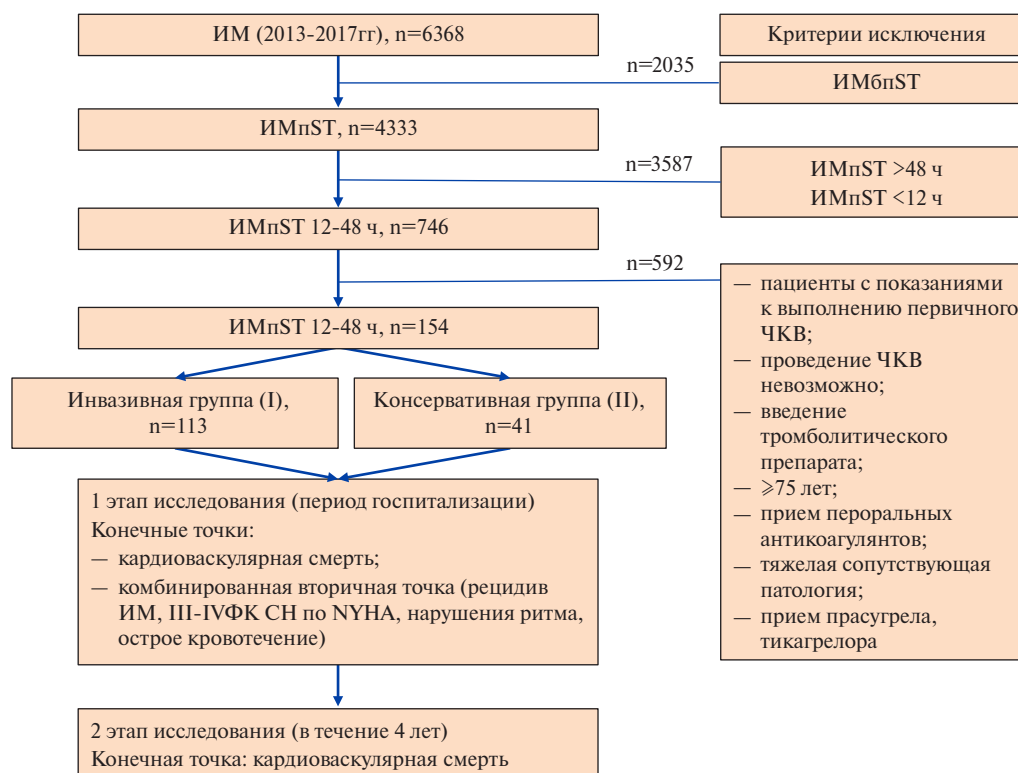 ИМ (2013-2017гг), n=6368
Критерии исключения
n=2035
ИМбпST
ИМпST, n=4333
n=3587
ИМпST >48 ч
ИМпST <12 ч
ИМпST 12-48 ч, n=746
n=592
— пациенты с показаниями
к выполнению первичного
ЧКВ;
— проведение ЧКВ
невозможно;
— введение
тромболитического
препарата;
— ⩾75 лет;
— прием пероральных
антикоагулянтов;
— тяжелая сопутствующая
патология;
— прием прасугрела,
тикагрелора
ИМпST 12-48 ч, n=154
Инвазивная группа (I),
n=113
Консервативная группа (II),
n=41
1 этап исследования (период госпитализации)
Конечные точки:
— кардиоваскулярная смерть;
— комбинированная вторичная точка (рецидив
ИМ, III-IVФК СН по NYHA, нарушения ритма,
острое кровотечение)
2 этап исследования (в течение 4 лет)
Конечная точка: кардиоваскулярная смерть